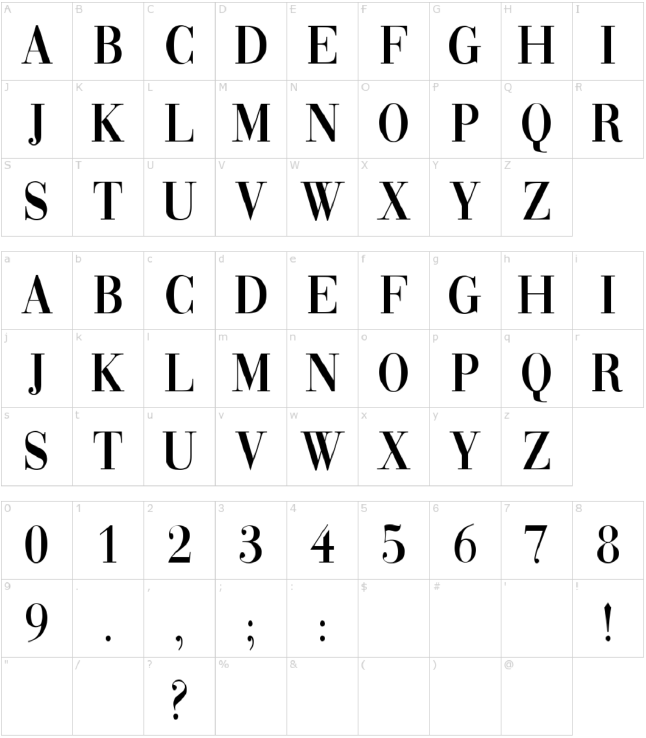 A B C D E F G H I
A B C D E F G H I
J K L M N O P Q R
J K L M N O P Q R
S T U V W X Y Z
S T U V W X Y Z
a b c d e f g h i
A B C D E F G H I
j k l m n o p q r
J K L M N O P Q R
s t u v w x y z
S T U V W X Y Z
0 1 2 3 4 5 6 7 8
0 1 2 3 4 5 6 7 8
9 . , ; : $ # ' !
9 . , ; : !
" / ? % & ( ) @
?